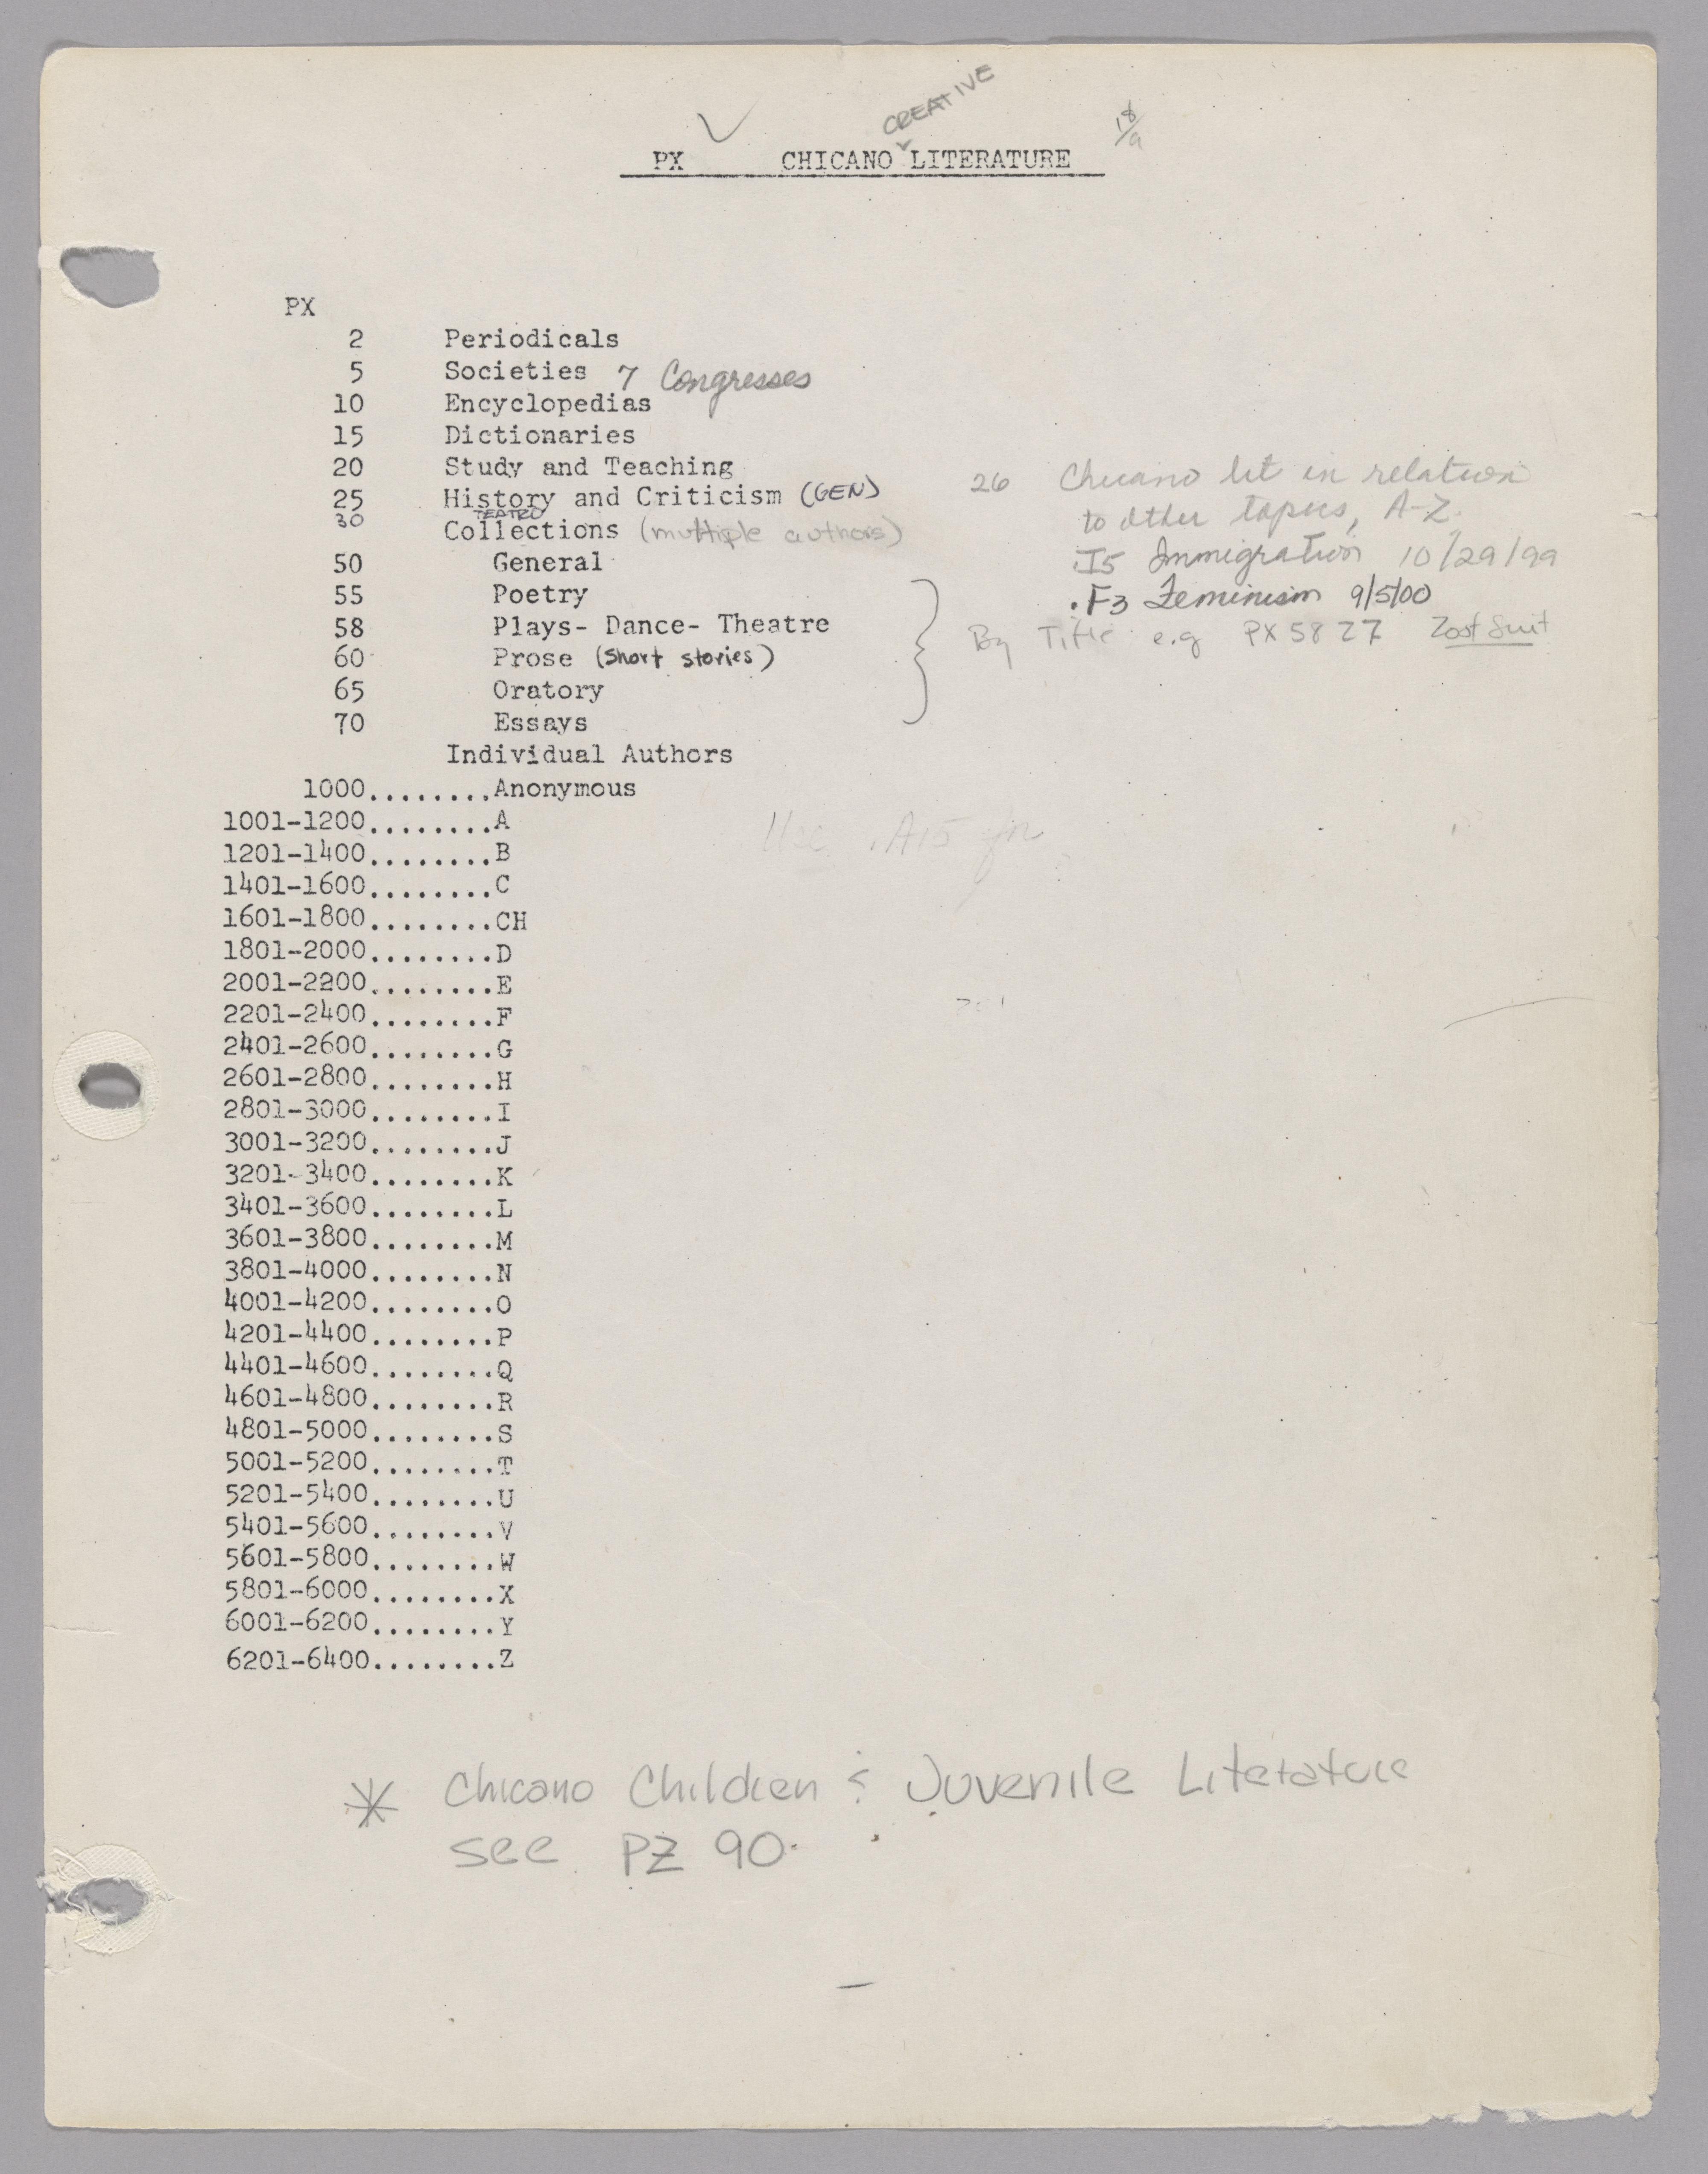 CREATIVE
PX CHICANO LITERATURE
PX
2 Periodicals
5 Societies 7 Congresses
10 Encyclopedias
15 Dictionaries
20 Study and Teaching
26 Chicano lit in relation
25 History and Criticism (GEN)
to other topics, A-Z.
30 TEATRO
Collections (multiple authors)
.I5 Immigration 10/29/99
50 General
55 Poetry
.F3 Feminism 9/5/00
58 Plays- Dance- Theatre
By Title e.g PX 58 Z7 Zoot Suit
60 Prose (Short stories)
65 Oratory
70 Essays
Individual Authors
1000........Anonymous
1001-1200........A
Use .A15 for
1201-1400........B
1401-1600........C
1601-1800........CH
1801-2000........D
2001-2200........E
2201-2400........F
2401-2600........G
2601-2800........H
2801-3000........I
3001-3200........J
3201-3400........K
3401-3600........L
3601-3800........M
3801-4000........N
4001-4200........O
4201-4400........P
4401-4600........Q
4601-4800........R
4801-5000........S
5001-5200........T
5201-5400........U
5401-5600........V
5601-5800........W
5801-6000........X
6001-6200........Y
6201-6400........Z
* Chicano Children & Juvenile Literature
see PZ 90.